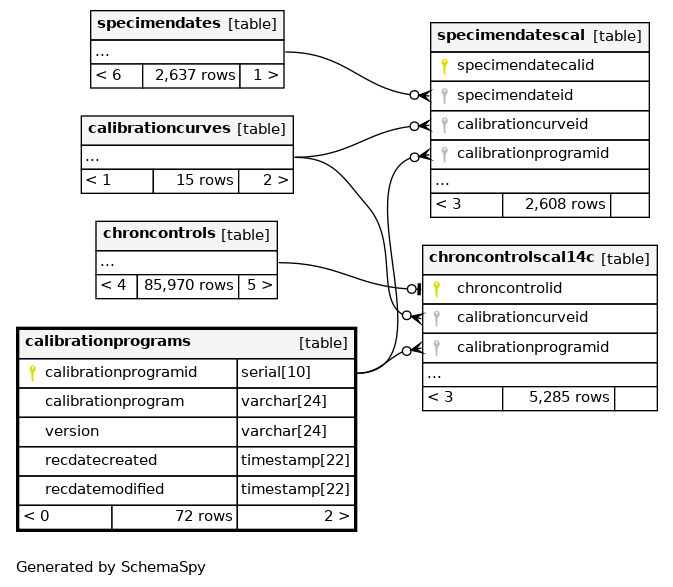 specimendates [table]
...
< 6 2,637 rows 1 >
calibrationcurves [table]
...
< 1 15 rows 2 >
chroncontrols [table]
...
< 4 85,970 rows 5 >
calibrationprograms [table]
calibrationprogramid serial[10]
calibrationprogram varchar[24]
version varchar[24]
recdatecreated timestamp[22]
recdatemodified timestamp[22]
< 0 72 rows 2 >
specimendatescal [table]
specimendatecalid
specimendateid
calibrationcurveid
calibrationprogramid
...
< 3 2,608 rows
chroncontrolscal14c [table]
chroncontrolid
calibrationcurveid
calibrationprogramid
...
< 3 5,285 rows
Generated by SchemaSpy